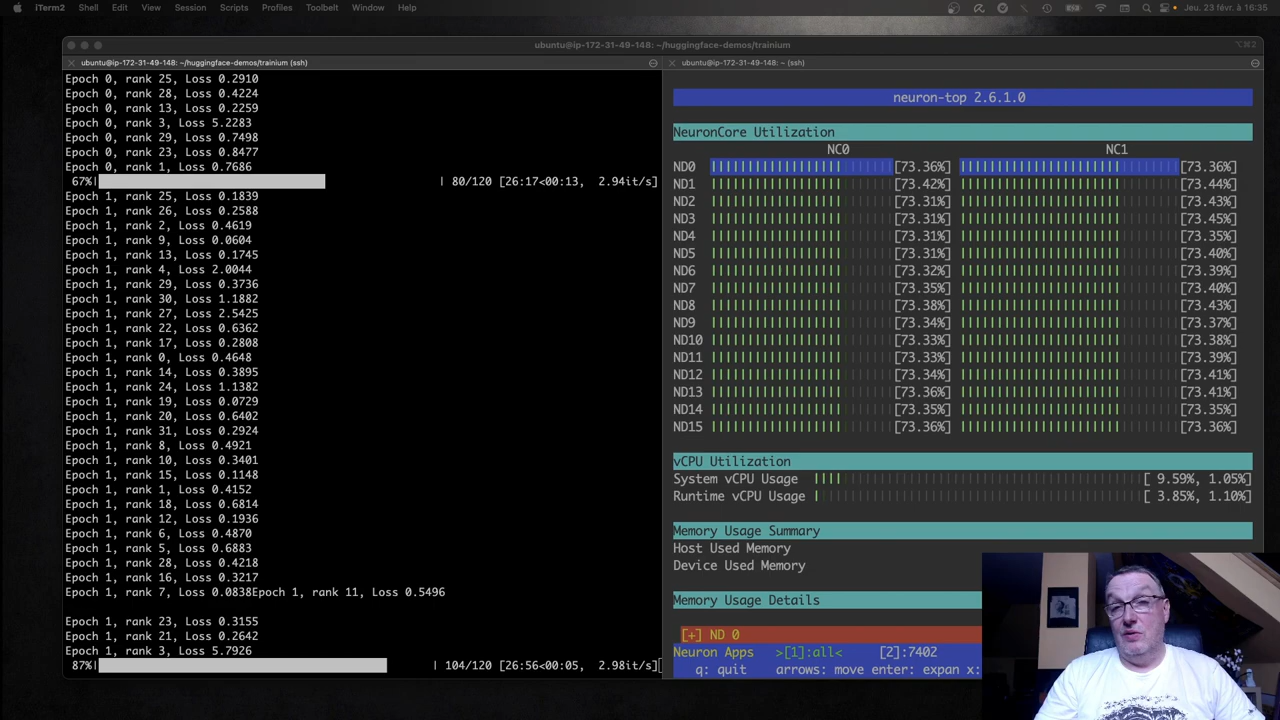 iTerm2 Shell Edit View Session Scripts Profiles Toolbelt Window Help Jeu. 23 févr. à 16:35
ubuntu@ip-172-31-49-148: ~/huggingface-demos/trainium ⌥⌘2
ubuntu@ip-172-31-49-148: ~/huggingface-demos/trainium (ssh)
Epoch 0, rank 25, Loss 0.2910
Epoch 0, rank 28, Loss 0.4224
Epoch 0, rank 13, Loss 0.2259
Epoch 0, rank 3, Loss 5.2283
Epoch 0, rank 29, Loss 0.7498
Epoch 0, rank 23, Loss 0.8477
Epoch 0, rank 1, Loss 0.7686
67%| | 80/120 [26:17<00:13, 2.94it/s]
Epoch 1, rank 25, Loss 0.1839
Epoch 1, rank 26, Loss 0.2588
Epoch 1, rank 2, Loss 0.4619
Epoch 1, rank 9, Loss 0.0604
Epoch 1, rank 13, Loss 0.1745
Epoch 1, rank 4, Loss 2.0044
Epoch 1, rank 29, Loss 0.3736
Epoch 1, rank 30, Loss 1.1882
Epoch 1, rank 27, Loss 2.5425
Epoch 1, rank 22, Loss 0.6362
Epoch 1, rank 17, Loss 0.2808
Epoch 1, rank 0, Loss 0.4648
Epoch 1, rank 14, Loss 0.3895
Epoch 1, rank 24, Loss 1.1382
Epoch 1, rank 19, Loss 0.0729
Epoch 1, rank 20, Loss 0.6402
Epoch 1, rank 31, Loss 0.2924
Epoch 1, rank 8, Loss 0.4921
Epoch 1, rank 10, Loss 0.3401
Epoch 1, rank 15, Loss 0.1148
Epoch 1, rank 1, Loss 0.4152
Epoch 1, rank 18, Loss 0.6814
Epoch 1, rank 12, Loss 0.1936
Epoch 1, rank 6, Loss 0.4870
Epoch 1, rank 5, Loss 0.6883
Epoch 1, rank 28, Loss 0.4218
Epoch 1, rank 16, Loss 0.3217
Epoch 1, rank 7, Loss 0.0838Epoch 1, rank 11, Loss 0.5496
Epoch 1, rank 23, Loss 0.3155
Epoch 1, rank 21, Loss 0.2642
Epoch 1, rank 3, Loss 5.7926
87%| | 104/120 [26:56<00:05, 2.98it/s]
ubuntu@ip-172-31-49-148: ~ (ssh)
neuron-top 2.6.1.0
NeuronCore Utilization
NC0 NC1
ND0 [73.36%] [73.36%]
ND1 [73.42%] [73.44%]
ND2 [73.31%] [73.43%]
ND3 [73.31%] [73.45%]
ND4 [73.31%] [73.35%]
ND5 [73.31%] [73.40%]
ND6 [73.32%] [73.39%]
ND7 [73.35%] [73.40%]
ND8 [73.38%] [73.43%]
ND9 [73.34%] [73.37%]
ND10 [73.33%] [73.38%]
ND11 [73.33%] [73.39%]
ND12 [73.34%] [73.41%]
ND13 [73.36%] [73.41%]
ND14 [73.35%] [73.35%]
ND15 [73.36%] [73.36%]
vCPU Utilization
System vCPU Usage [ 9.59%, 1.05%]
Runtime vCPU Usage [ 3.85%, 1.10%]
Memory Usage Summary
Host Used Memory
Device Used Memory
Memory Usage Details
[+] ND 0
Neuron Apps >[1]:all< [2]:7402
q: quit arrows: move enter: expan x: